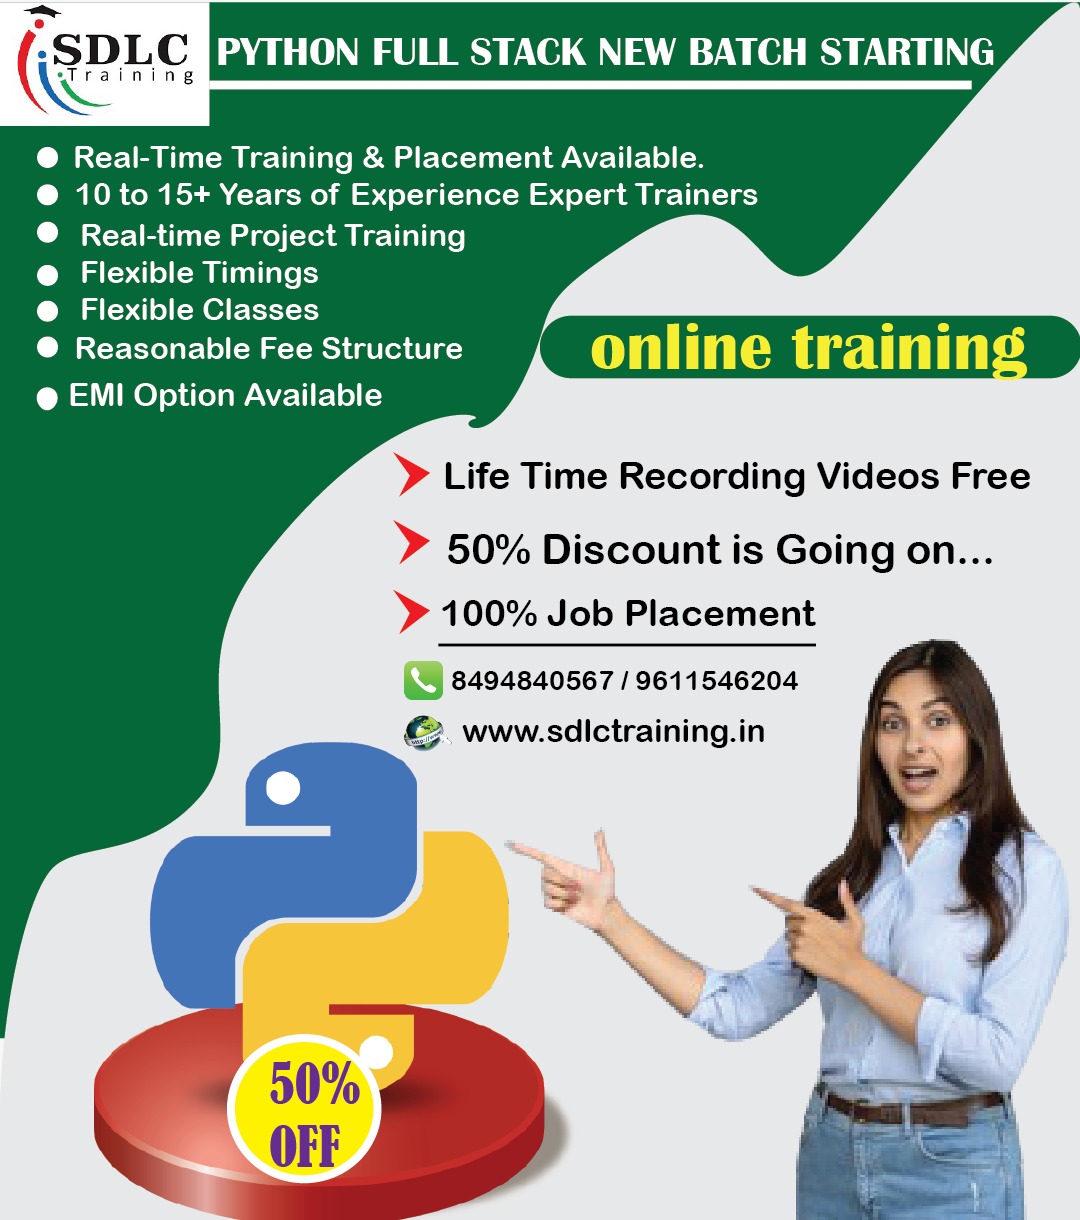 SDLC
Training
PYTHON FULL STACK NEW BATCH STARTING
Real-Time Training & Placement Available.
10 to 15+ Years of Experience Expert Trainers
Real-time Project Training
Flexible Timings
Flexible Classes
Reasonable Fee Structure
EMI Option Available
online training
Life Time Recording Videos Free
50% Discount is Going on...
100% Job Placement
8494840567 / 9611546204
www.sdlctraining.in
50%
OFF